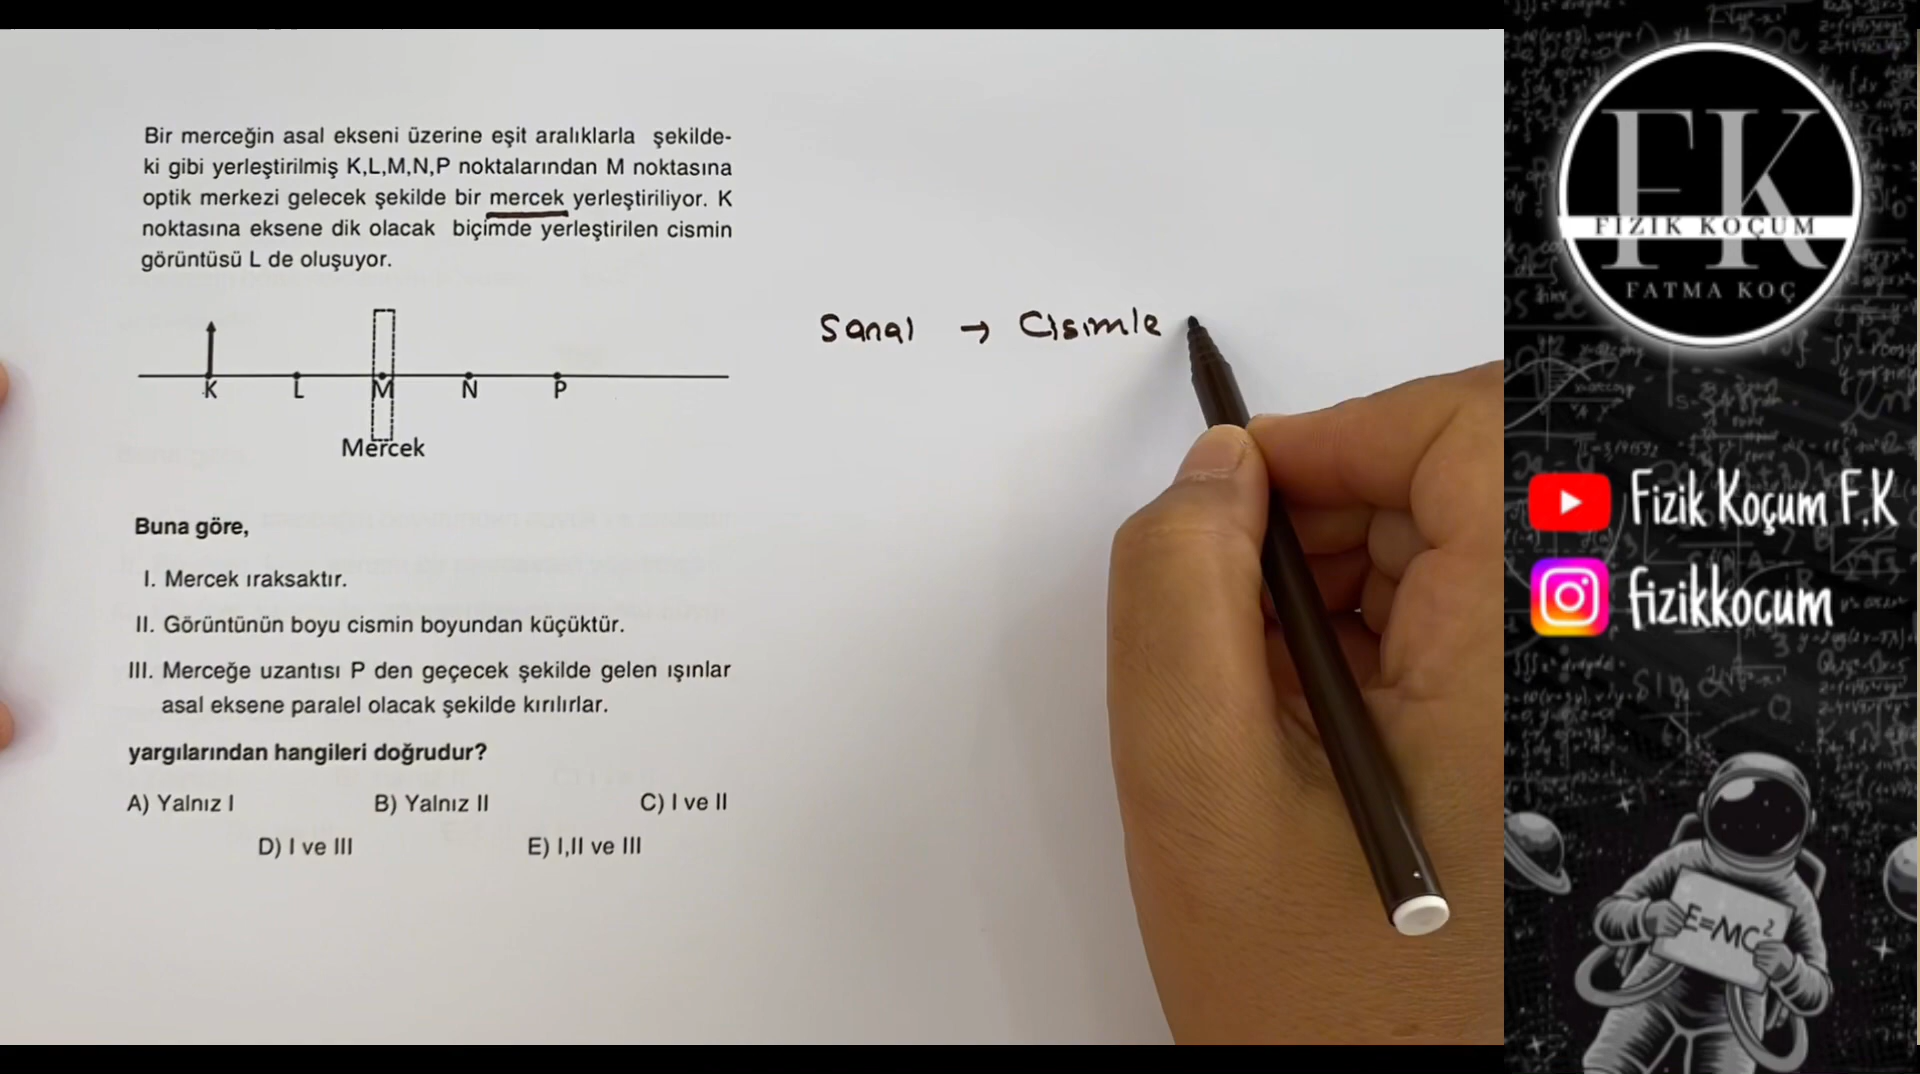 Bir merceğin asal ekseni üzerine eşit aralıklarla şekilde-
ki gibi yerleştirilmiş K,L,M,N,P noktalarından M noktasına
optik merkezi gelecek şekilde bir mercek yerleştiriliyor. K
noktasına eksene dik olacak biçimde yerleştirilen cismin
görüntüsü L de oluşuyor.
K L M N P
Mercek
Sanal → Cisimle
Buna göre,
I. Mercek ıraksaktır.
II. Görüntünün boyu cismin boyundan küçüktür.
III. Merceğe uzantısı P den geçecek şekilde gelen ışınlar
asal eksene paralel olacak şekilde kırılırlar.
yargılarından hangileri doğrudur?
A) Yalnız I B) Yalnız II C) I ve II
D) I ve III E) I,II ve III
FK
FIZIK KOÇUM
FATMA KOÇ
Fizik Koçum F.K
fizikkocum
E=MC²